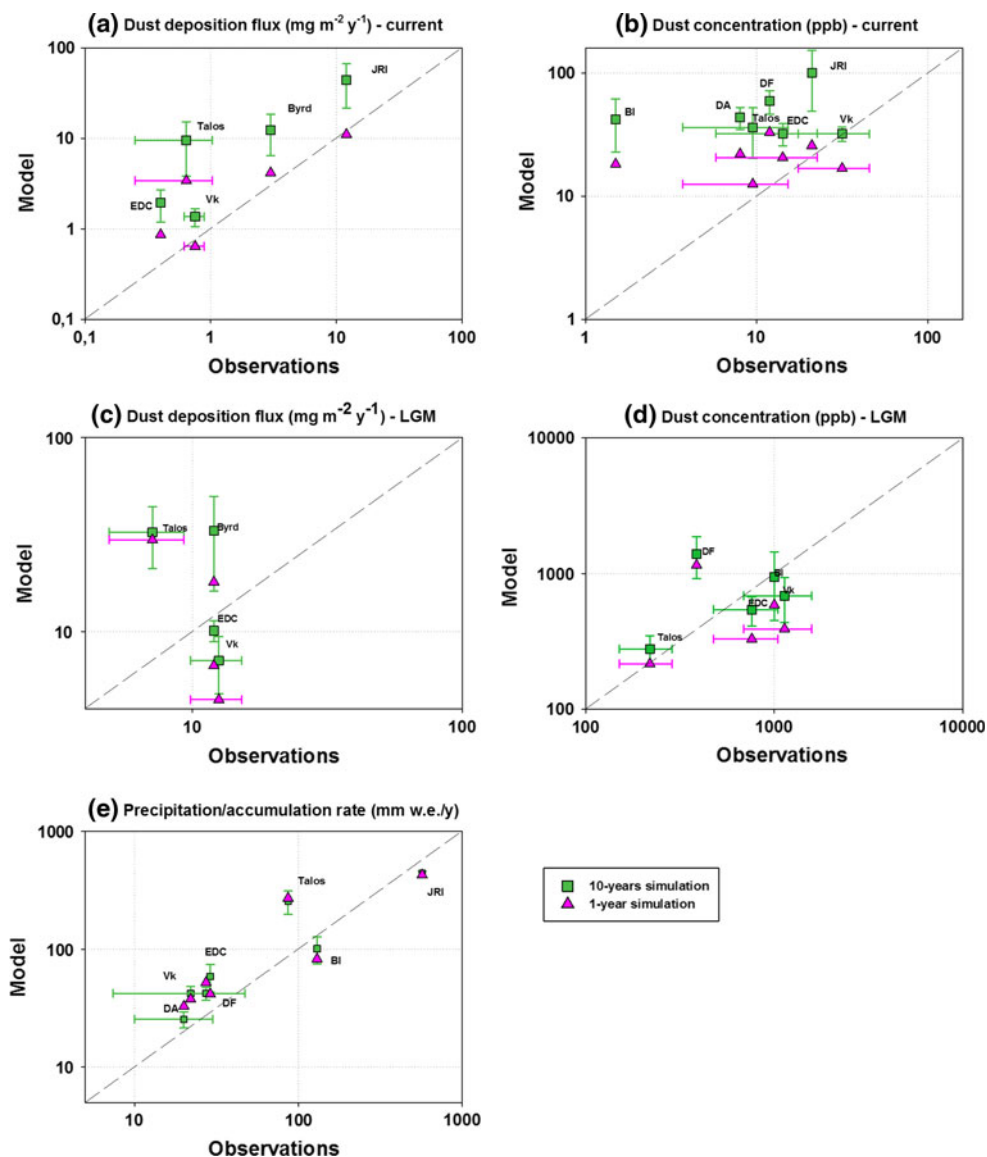 (a) Dust deposition flux (mg m-2 y-1) - current
100
10
1
0,1
0,1
1
10
100
Model
Observations
JRI
Byrd
Talos
EDC
Vk
(b) Dust concentration (ppb) - current
100
10
1
1
10
100
Model
Observations
JRI
DF
BI
DA
Talos
EDC
Vk
(c) Dust deposition flux (mg m-2 y-1) - LGM
100
10
10
100
Model
Observations
Talos
Byrd
EDC
Vk
(d) Dust concentration (ppb) - LGM
10000
1000
100
100
1000
10000
Model
Observations
DF
BI
Vk
EDC
Talos
(e) Precipitation/accumulation rate (mm w.e./y)
1000
100
10
10
100
1000
Model
Observations
Talos
JRI
EDC
BI
Vk
DF
DA
10-years simulation
1-year simulation